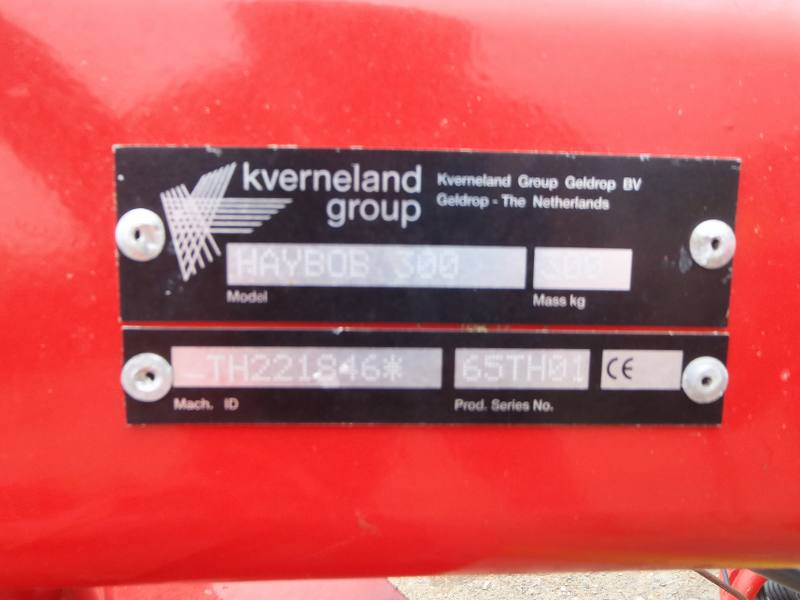 kverneland
group
Kverneland Group Geldrop BV
Geldrop - The Netherlands
HAYBOB 300
300
Model
Mass kg
_TH221846*
65TH01
CE
Mach. ID
Prod. Series No.